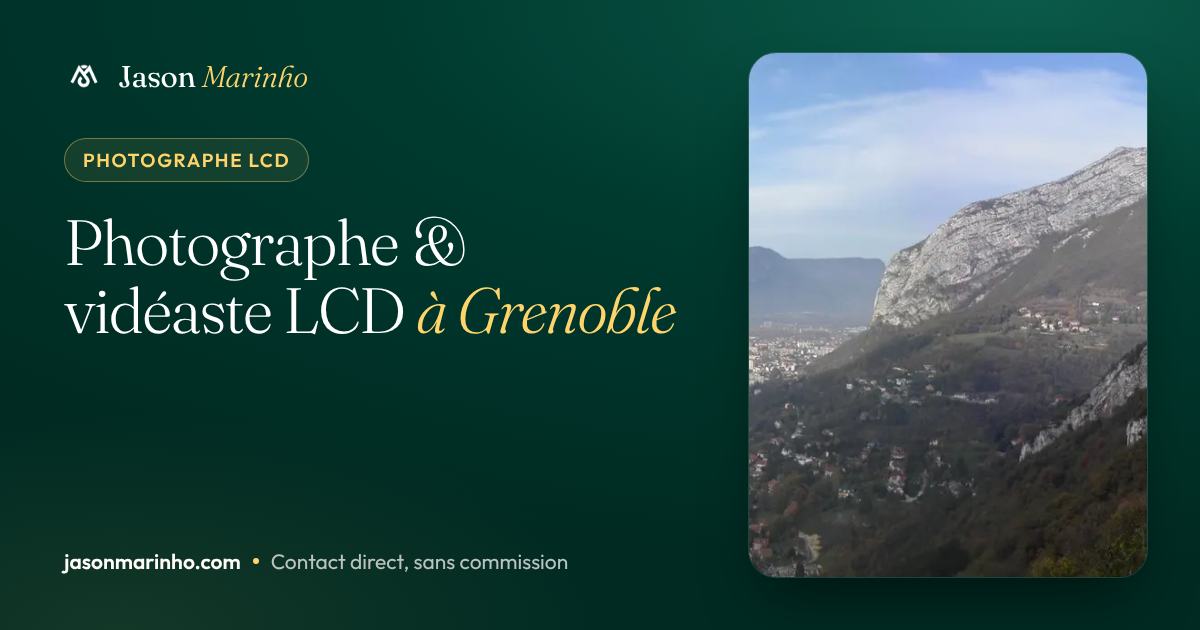 Jason Marinho
PHOTOGRAPHE LCD
Photographe &
vidéaste LCD à Grenoble
jasonmarinho.com • Contact direct, sans commission